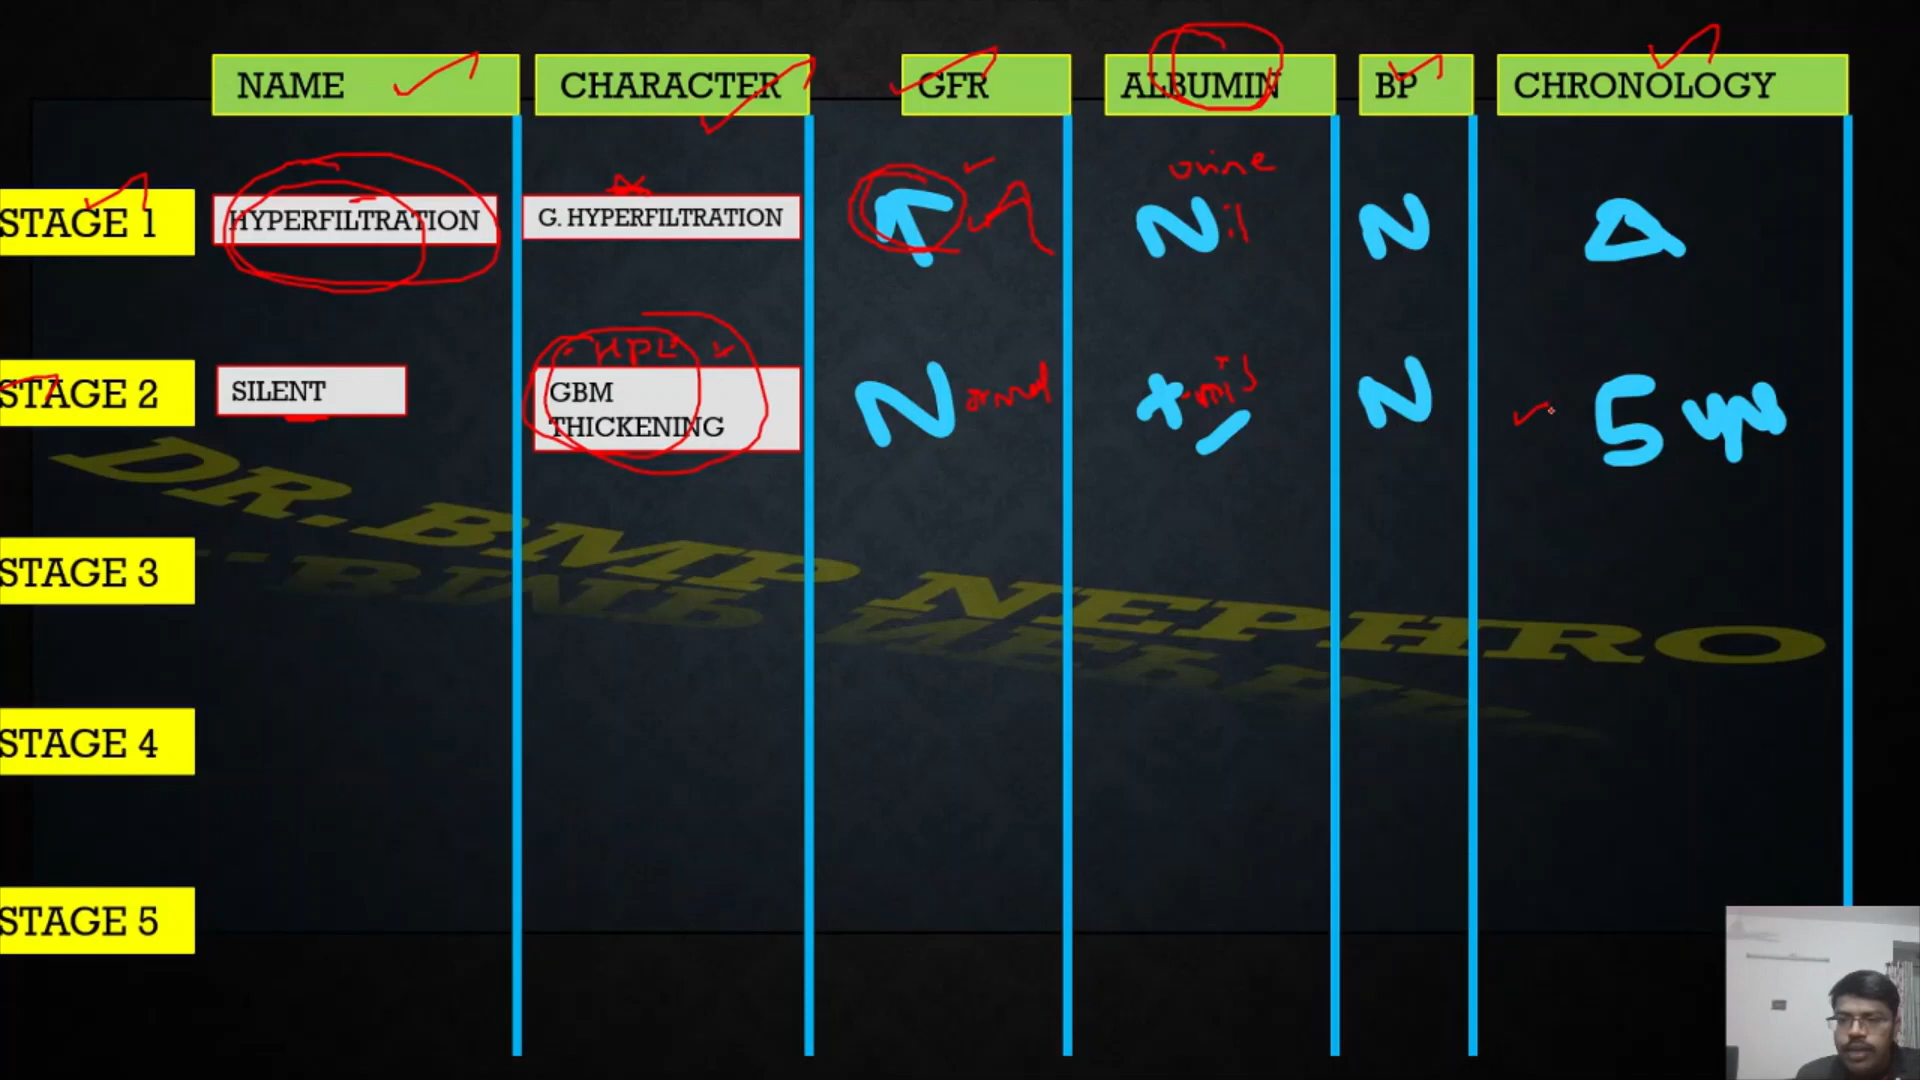 NAME CHARACTER GFR ALBUMIN BP CHRONOLOGY
urine
STAGE 1 HYPERFILTRATION G. HYPERFILTRATION ↑ Nil N Δ
HPE
STAGE 2 SILENT GBM THICKENING Normal +/- N 5 yrs
DR.BMP NEPHRO
STAGE 3
STAGE 4
STAGE 5